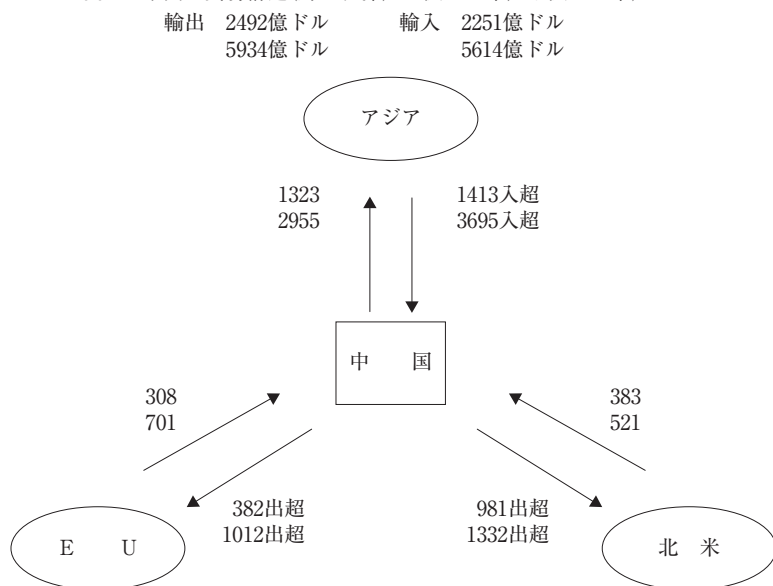 輸出 2492億ドル 輸入 2251億ドル
5934億ドル 5614億ドル
アジア
1323 1413入超
2955 3695入超
中 国
308 383
701 521
382出超 981出超
1012出超 1332出超
E U 北 米